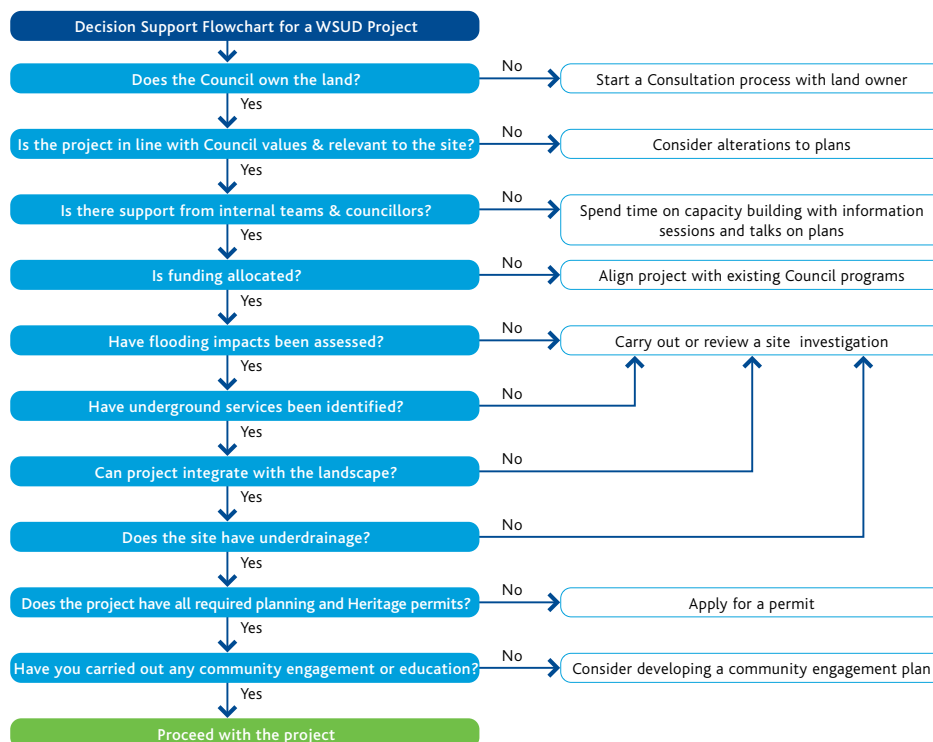 Decision Support Flowchart for a WSUD Project
Does the Council own the land?
No
Start a Consultation process with land owner
Yes
Is the project in line with Council values & relevant to the site?
No
Consider alterations to plans
Yes
Is there support from internal teams & councillors?
No
Spend time on capacity building with information
sessions and talks on plans
Yes
Is funding allocated?
No
Align project with existing Council programs
Yes
Have flooding impacts been assessed?
No
Carry out or review a site investigation
Yes
Have underground services been identified?
No
Yes
Can project integrate with the landscape?
No
Yes
Does the site have underdrainage?
No
Yes
Does the project have all required planning and Heritage permits?
No
Apply for a permit
Yes
Have you carried out any community engagement or education?
No
Consider developing a community engagement plan
Yes
Proceed with the project